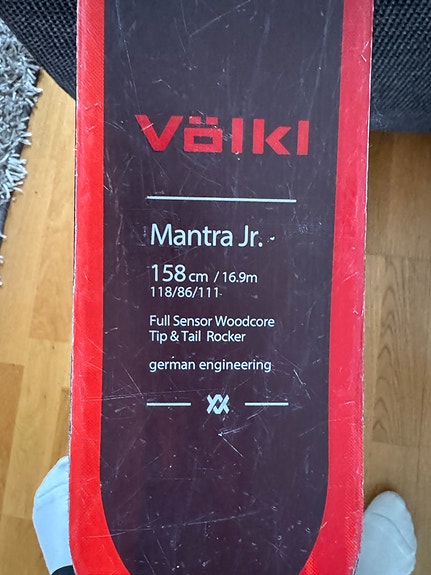 Völkl
Mantra Jr.
158 cm / 16.9m
118/86/111
Full Sensor Woodcore
Tip & Tail Rocker
german engineering